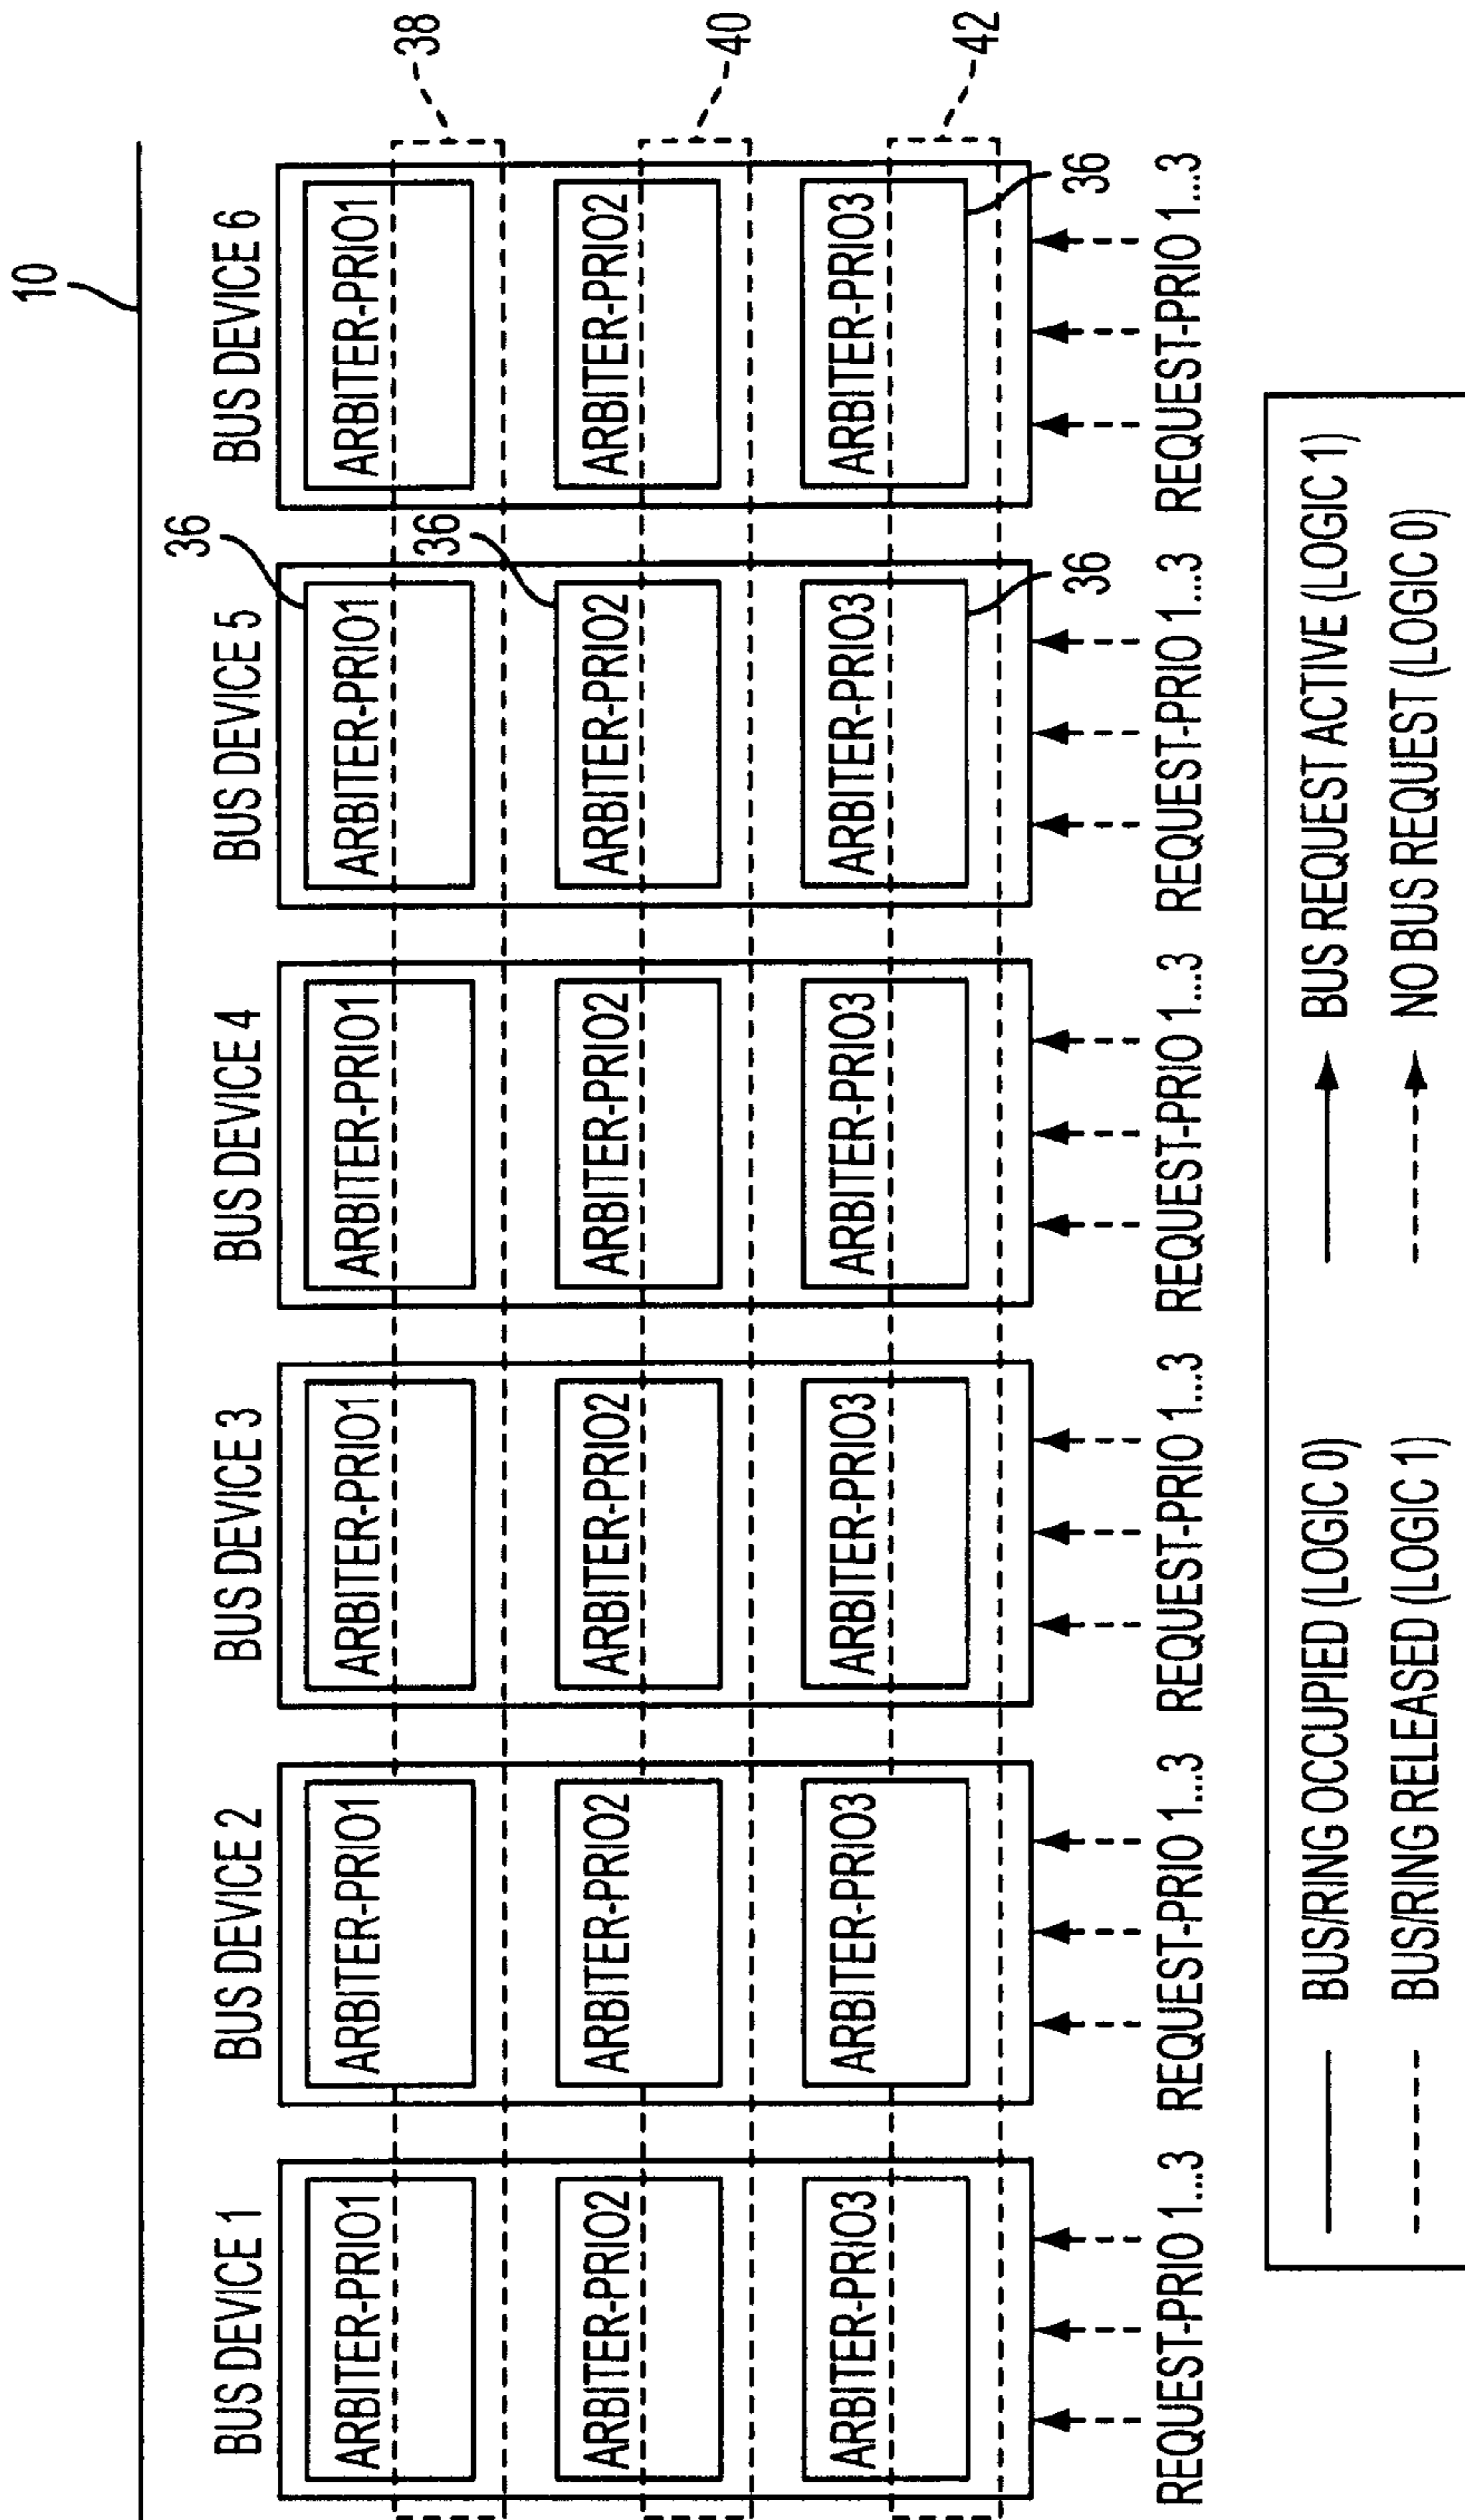 10
BUS DEVICE 1 BUS DEVICE 2 BUS DEVICE 3 BUS DEVICE 4 BUS DEVICE 5 BUS DEVICE 6
36
ARBITER-PRIO1 ARBITER-PRIO1 ARBITER-PRIO1 ARBITER-PRIO1 ARBITER-PRIO1 ARBITER-PRIO1
38
36
ARBITER-PRIO2 ARBITER-PRIO2 ARBITER-PRIO2 ARBITER-PRIO2 ARBITER-PRIO2 ARBITER-PRIO2
40
ARBITER-PRIO3 ARBITER-PRIO3 ARBITER-PRIO3 ARBITER-PRIO3 ARBITER-PRIO3 ARBITER-PRIO3
42
36 36
REQUEST-PRIO 1...3 REQUEST-PRIO 1...3 REQUEST-PRIO 1...3 REQUEST-PRIO 1...3 REQUEST-PRIO 1...3 REQUEST-PRIO 1...3
BUS/RING OCCUPIED (LOGIC 0) BUS REQUEST ACTIVE (LOGIC 1)
BUS/RING RELEASED (LOGIC 1) NO BUS REQUEST (LOGIC 0)